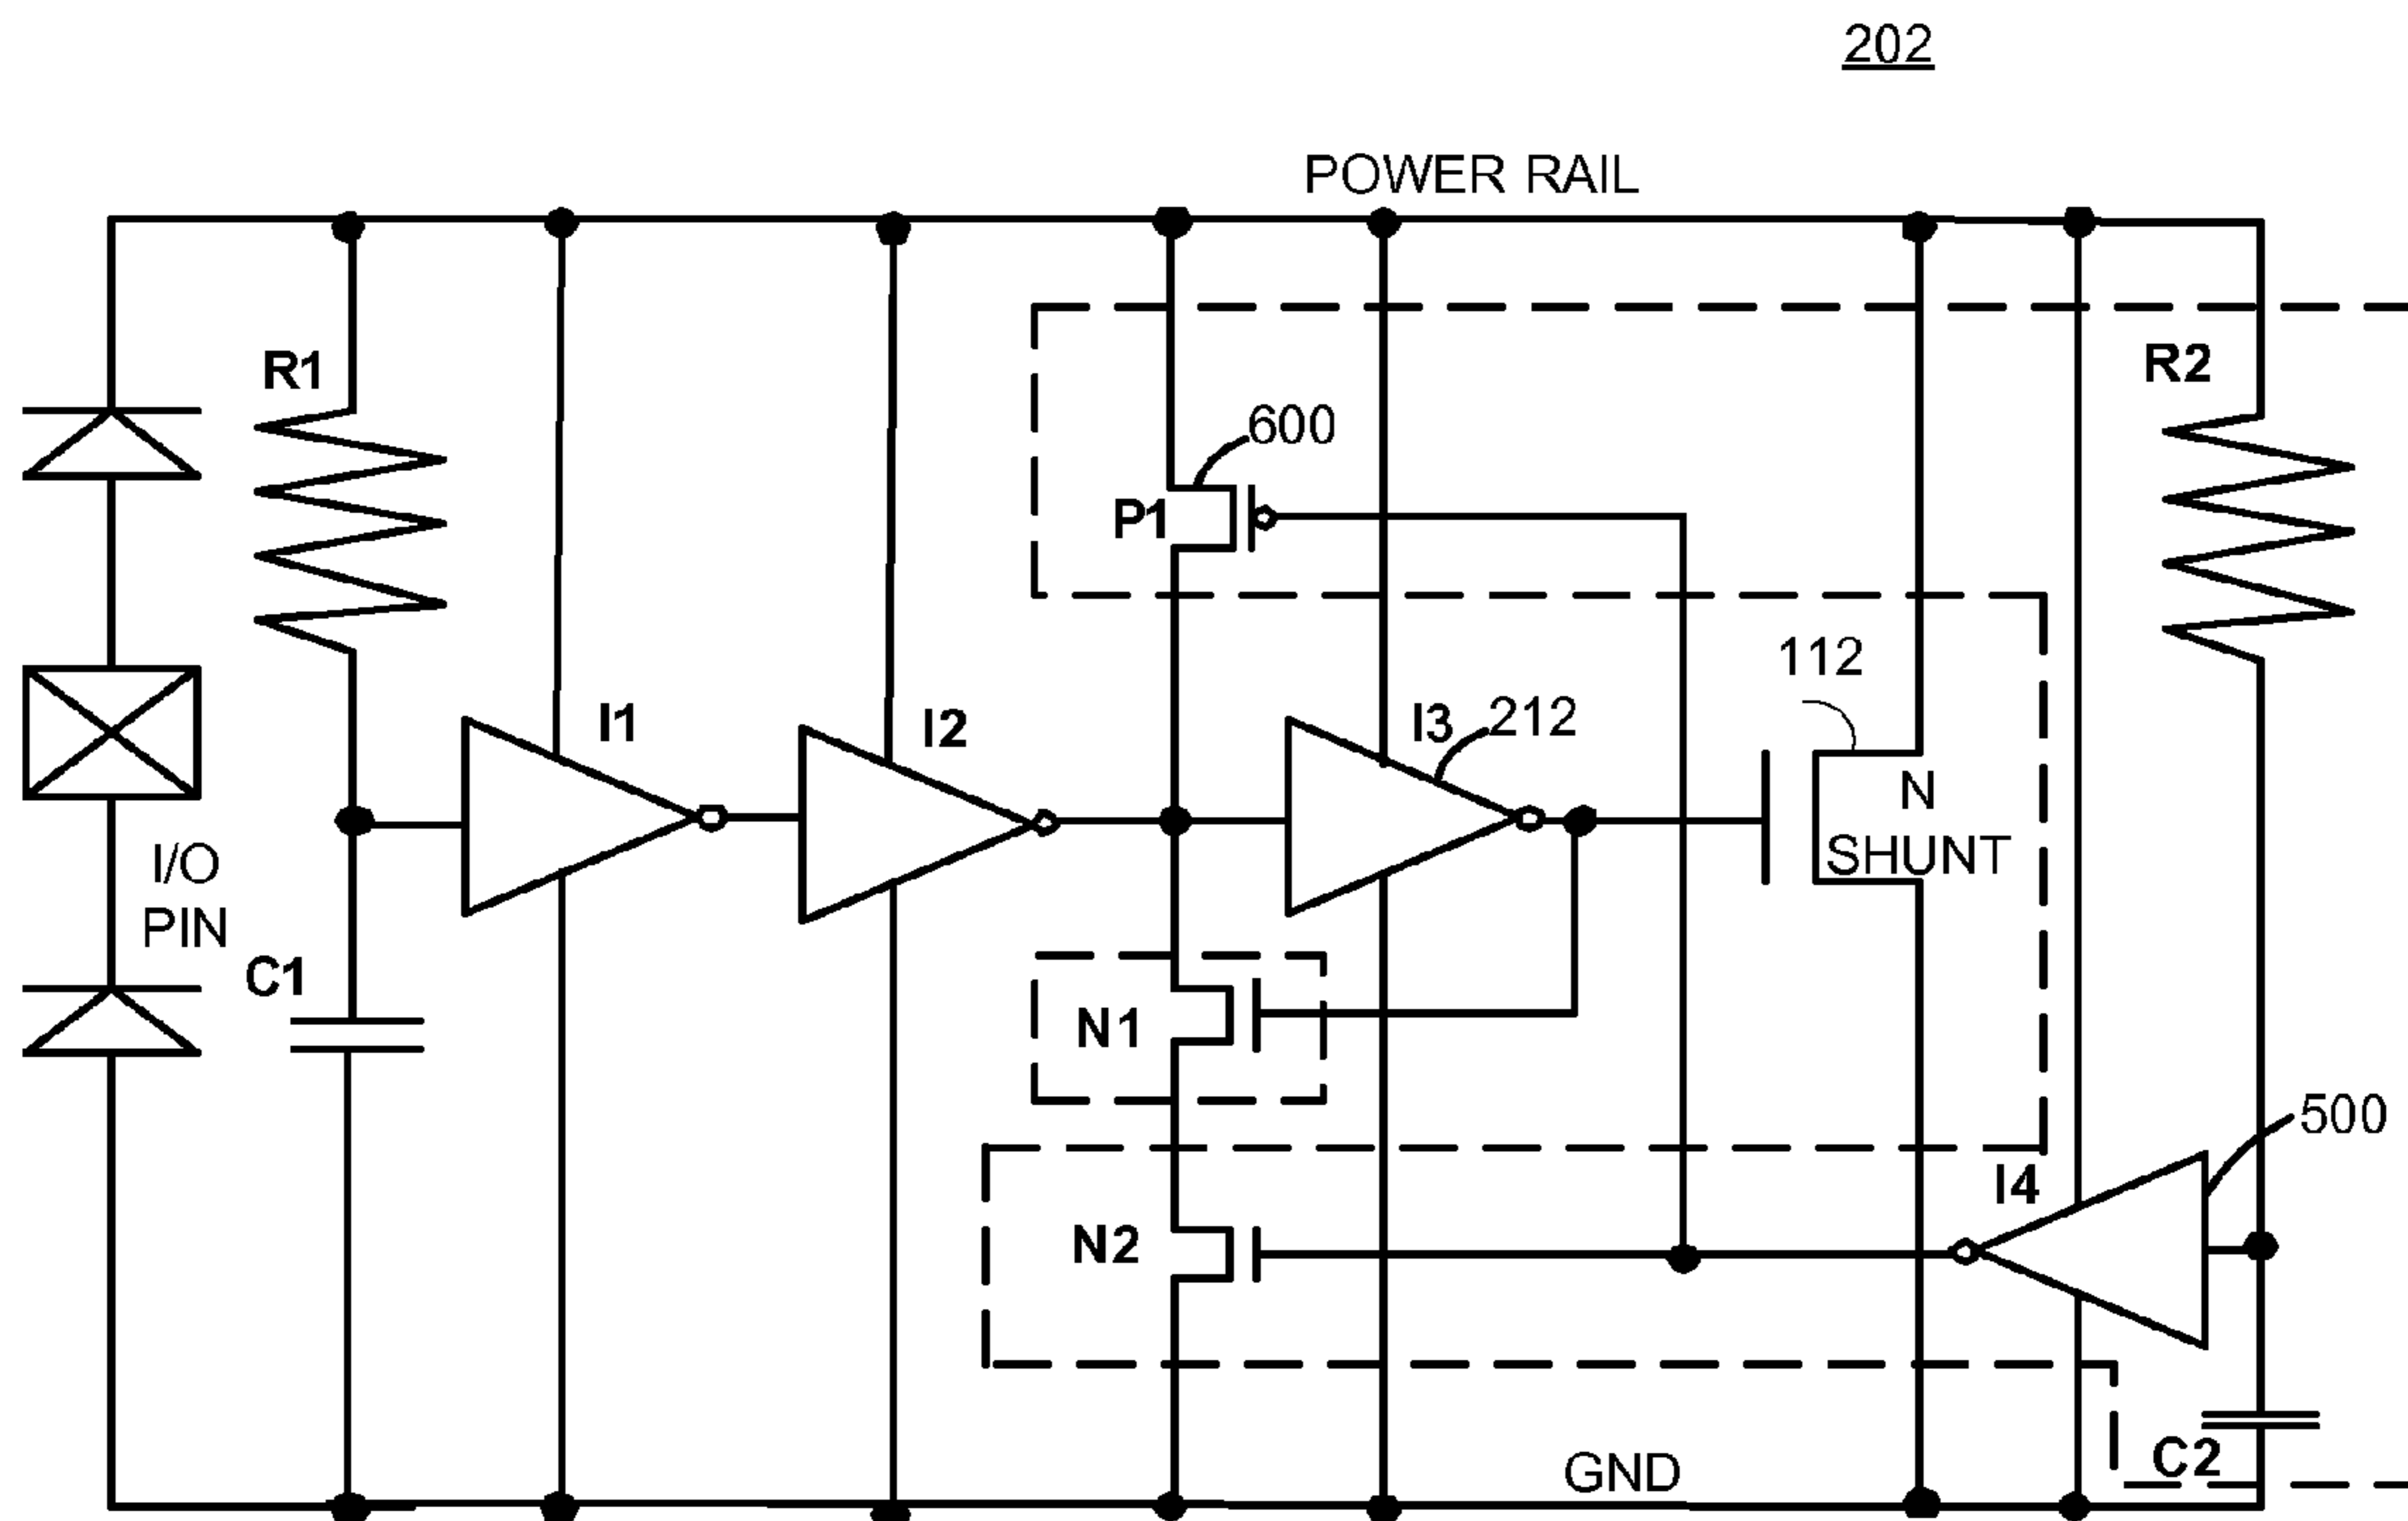 202
POWER RAIL
R1
R2
600
P1
112
I1
I2
I3
212
N
SHUNT
I/O
PIN
C1
N1
500
I4
N2
C2
GND